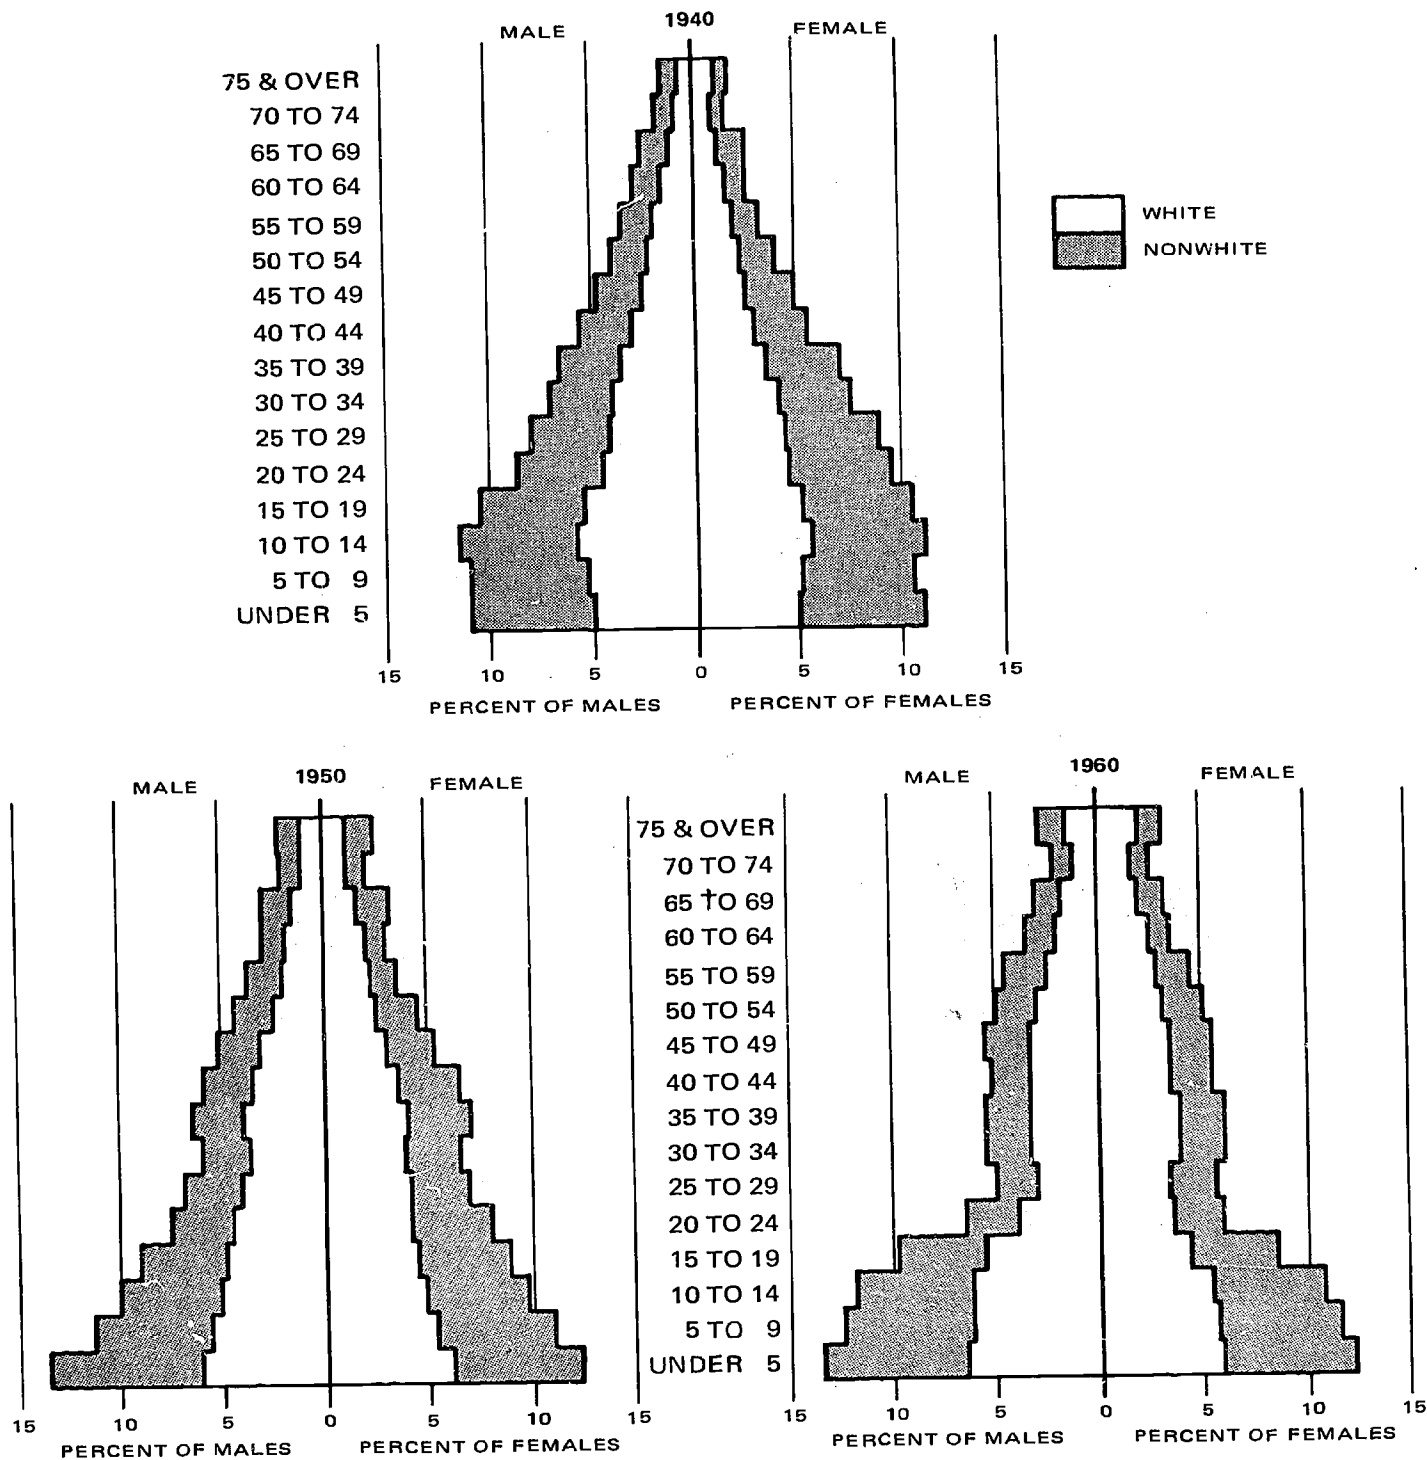 1940
MALE FEMALE
75 & OVER
70 TO 74
65 TO 69
60 TO 64
55 TO 59
50 TO 54
45 TO 49
40 TO 44
35 TO 39
30 TO 34
25 TO 29
20 TO 24
15 TO 19
10 TO 14
5 TO 9
UNDER 5
WHITE
NONWHITE
15 10 5 0 5 10 15
PERCENT OF MALES PERCENT OF FEMALES
1950
MALE FEMALE
15 10 5 0 5 10 15
PERCENT OF MALES PERCENT OF FEMALES
1960
MALE FEMALE
75 & OVER
70 TO 74
65 TO 69
60 TO 64
55 TO 59
50 TO 54
45 TO 49
40 TO 44
35 TO 39
30 TO 34
25 TO 29
20 TO 24
15 TO 19
10 TO 14
5 TO 9
UNDER 5
15 10 5 0 5 10 15
PERCENT OF MALES PERCENT OF FEMALES